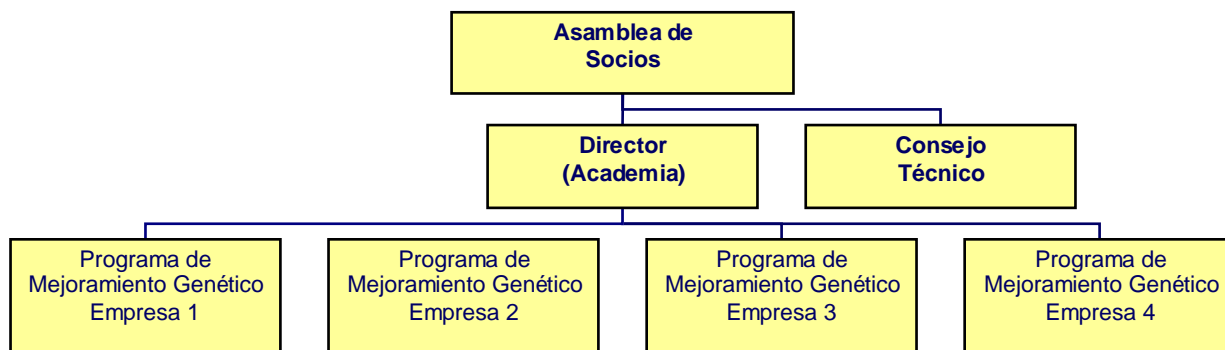 Asamblea de
Socios
Director
(Academia)
Consejo
Técnico
Programa de
Mejoramiento Genético
Empresa 1
Programa de
Mejoramiento Genético
Empresa 2
Programa de
Mejoramiento Genético
Empresa 3
Programa de
Mejoramiento Genético
Empresa 4